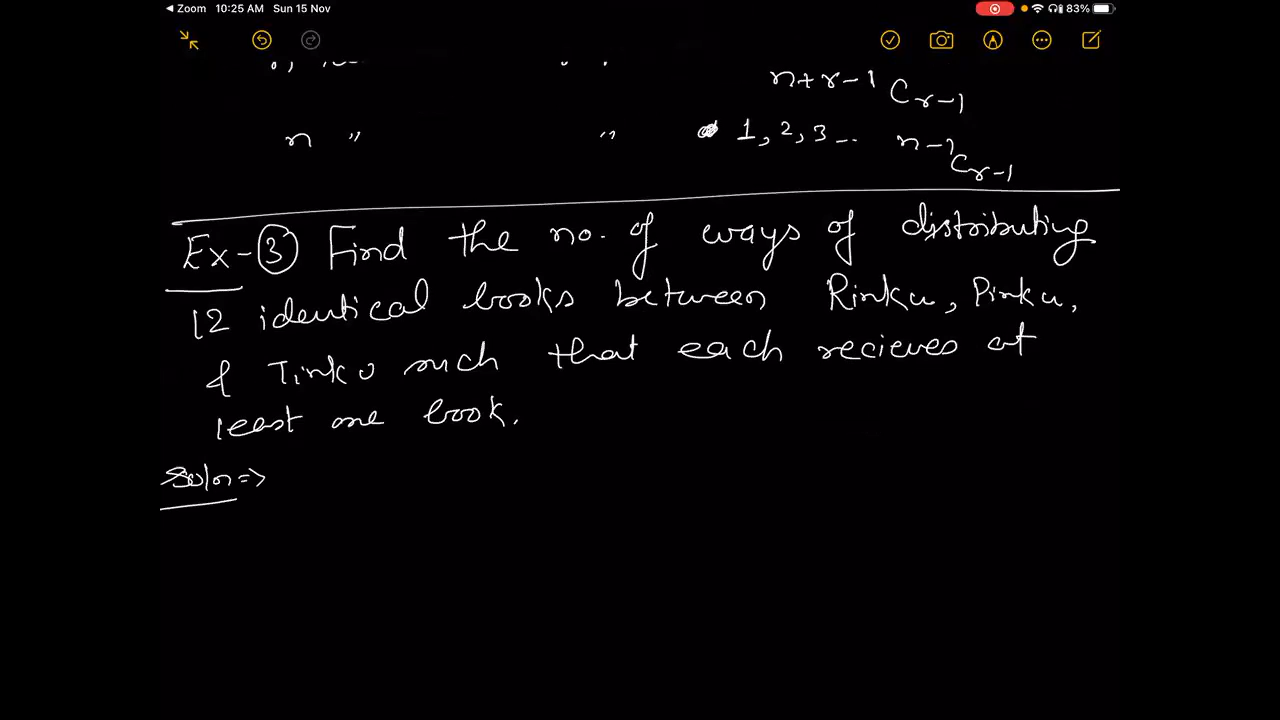 Zoom 10:25 AM Sun 15 Nov 83%
n+r-1 C r-1
n " " 1, 2, 3 -- n-1 C r-1
Ex-③ Find the no. of ways of distributing
12 identical books between Rinku, Pinku,
& Tinku such that each recieves at
least one book.
Soln =>